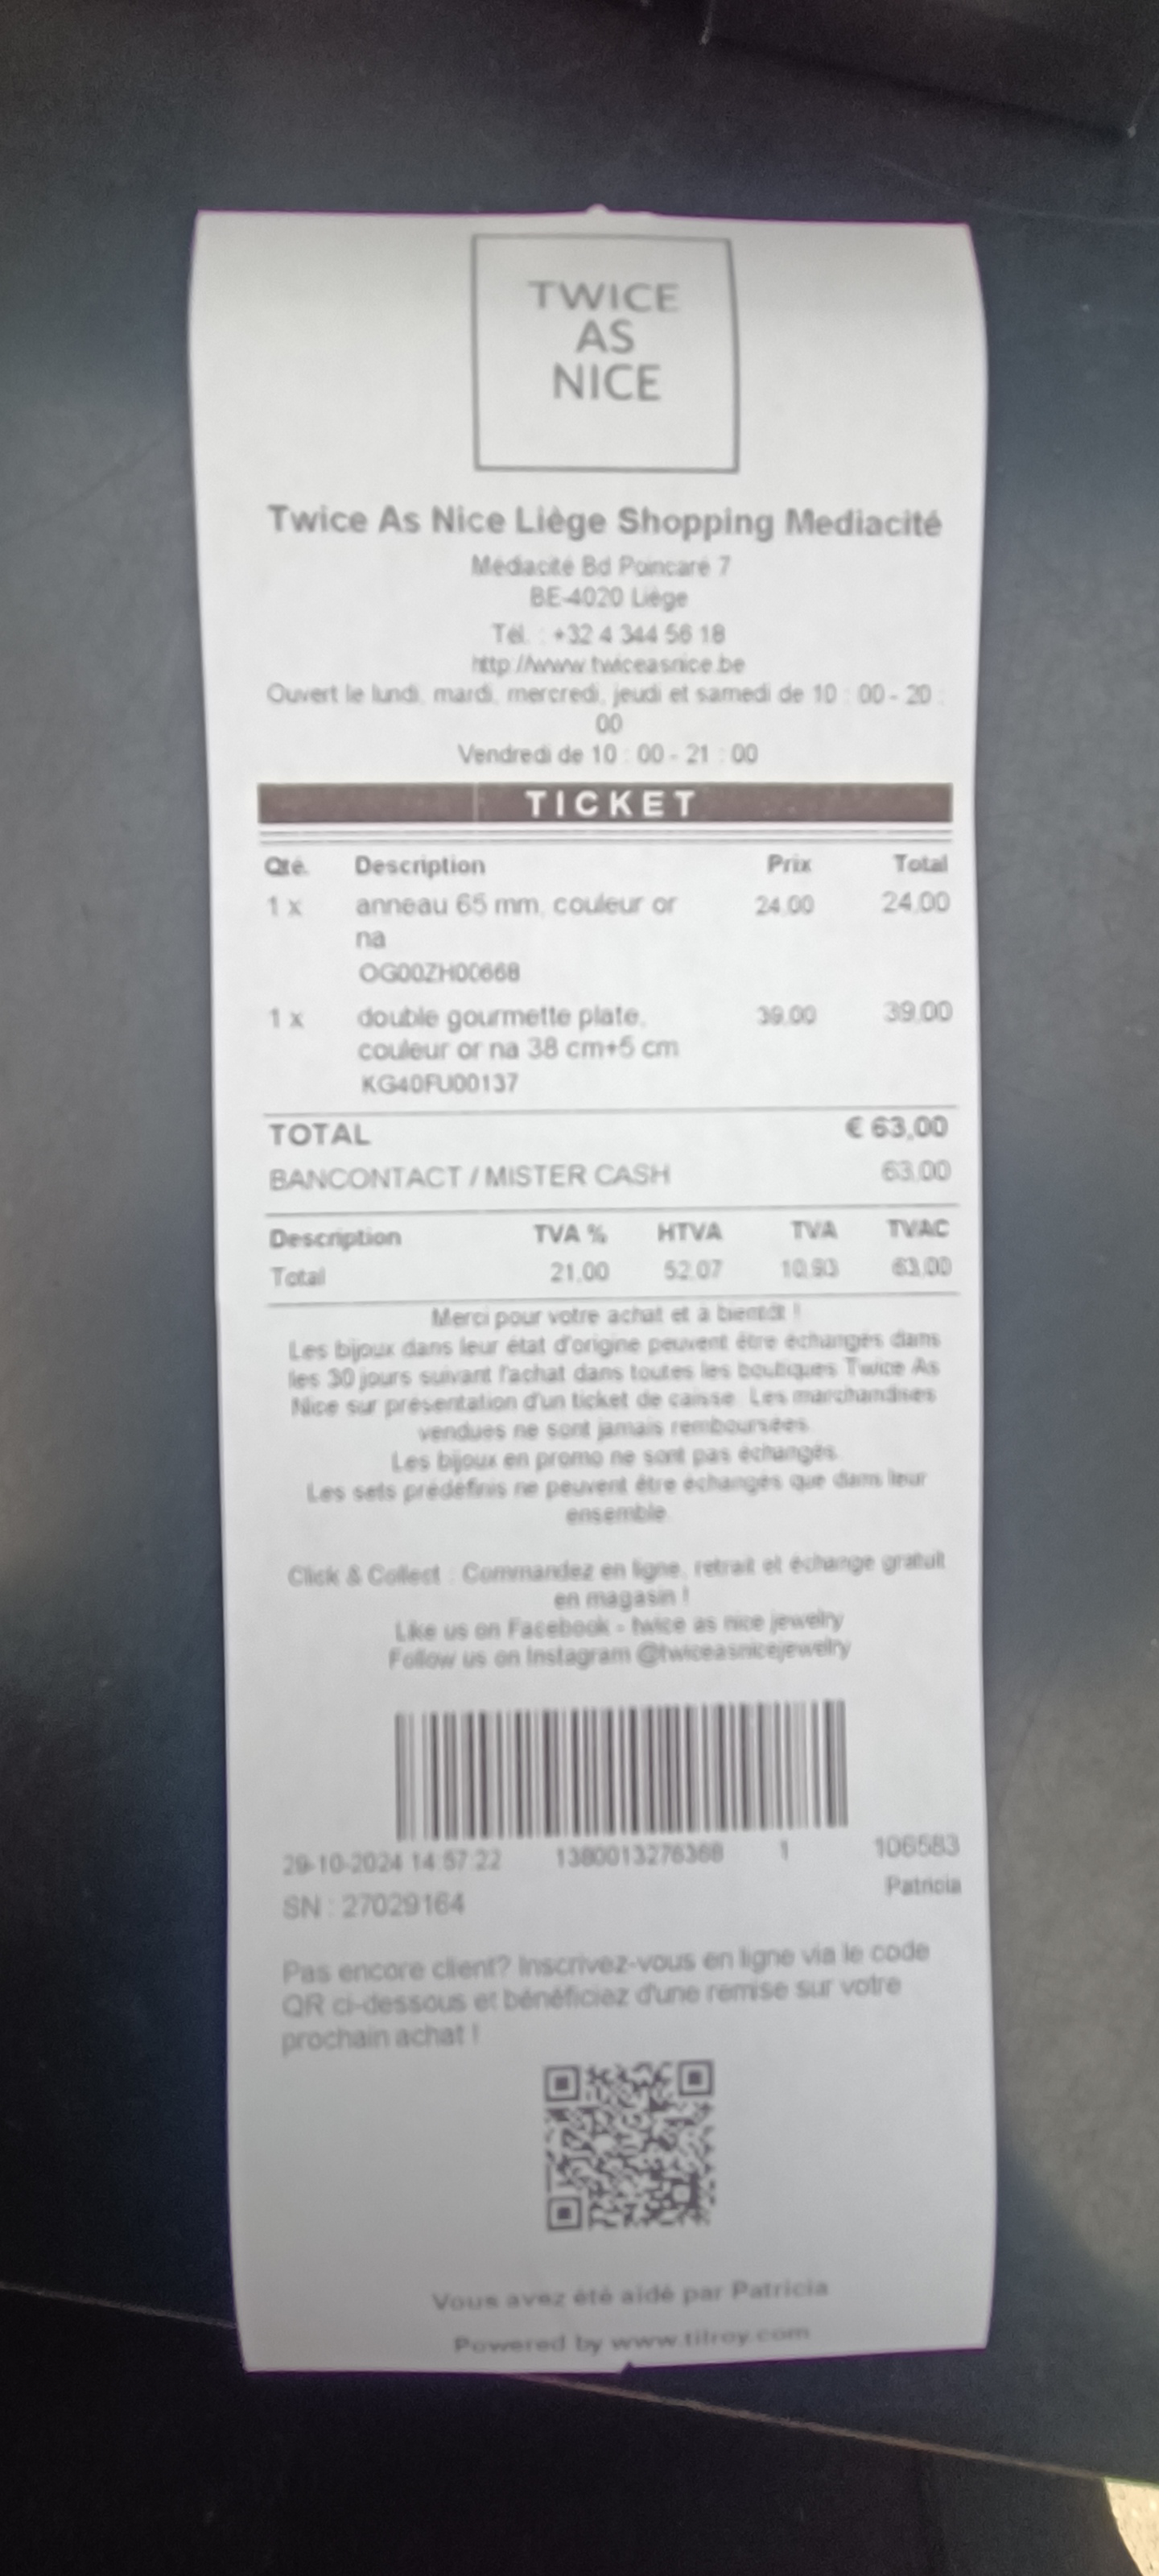 TWICE
AS
NICE
Twice As Nice Liège Shopping Mediacité
Médiacité Bd Poincaré 7
BE-4020 Liège
Tél. : +32 4 344 56 18
http://www.twiceasnice.be
Ouvert le lundi, mardi, mercredi, jeudi et samedi de 10 : 00 - 20 :
00
Vendredi de 10 : 00 - 21 : 00
TICKET
Qté. Description Prix Total
1 x anneau 65 mm, couleur or 24.00 24.00
na
OG00ZH00668
1 x double gourmette plate, 39.00 39.00
couleur or na 38 cm+5 cm
KG40FU00137
TOTAL € 63,00
BANCONTACT / MISTER CASH 63.00
Description TVA % HTVA TVA TVAC
Total 21.00 52.07 10.93 63.00
Merci pour votre achat et à bientôt !
Les bijoux dans leur état d'origine peuvent être échangés dans
les 30 jours suivant l'achat dans toutes les boutiques Twice As
Nice sur présentation d'un ticket de caisse. Les marchandises
vendues ne sont jamais remboursées.
Les bijoux en promo ne sont pas échangés.
Les sets prédéfinis ne peuvent être échangés que dans leur
ensemble.
Click & Collect : Commandez en ligne, retrait et échange gratuit
en magasin !
Like us on Facebook - twice as nice jewelry
Follow us on Instagram @twiceasnicejewelry
29-10-2024 14:57:22 1380013276368 1 106583
SN : 27029164 Patricia
Pas encore client? Inscrivez-vous en ligne via le code
QR ci-dessous et bénéficiez d'une remise sur votre
prochain achat !
Vous avez été aidé par Patricia
Powered by www.tilroy.com